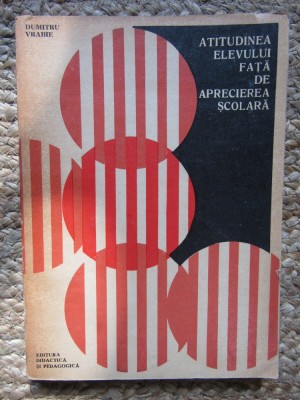 DUMITRU
VRABIE
ATITUDINEA
ELEVULUI
FAȚĂ
DE
APRECIEREA
ȘCOLARĂ
EDITURA
DIDACTICĂ
ȘI PEDAGOGICĂ